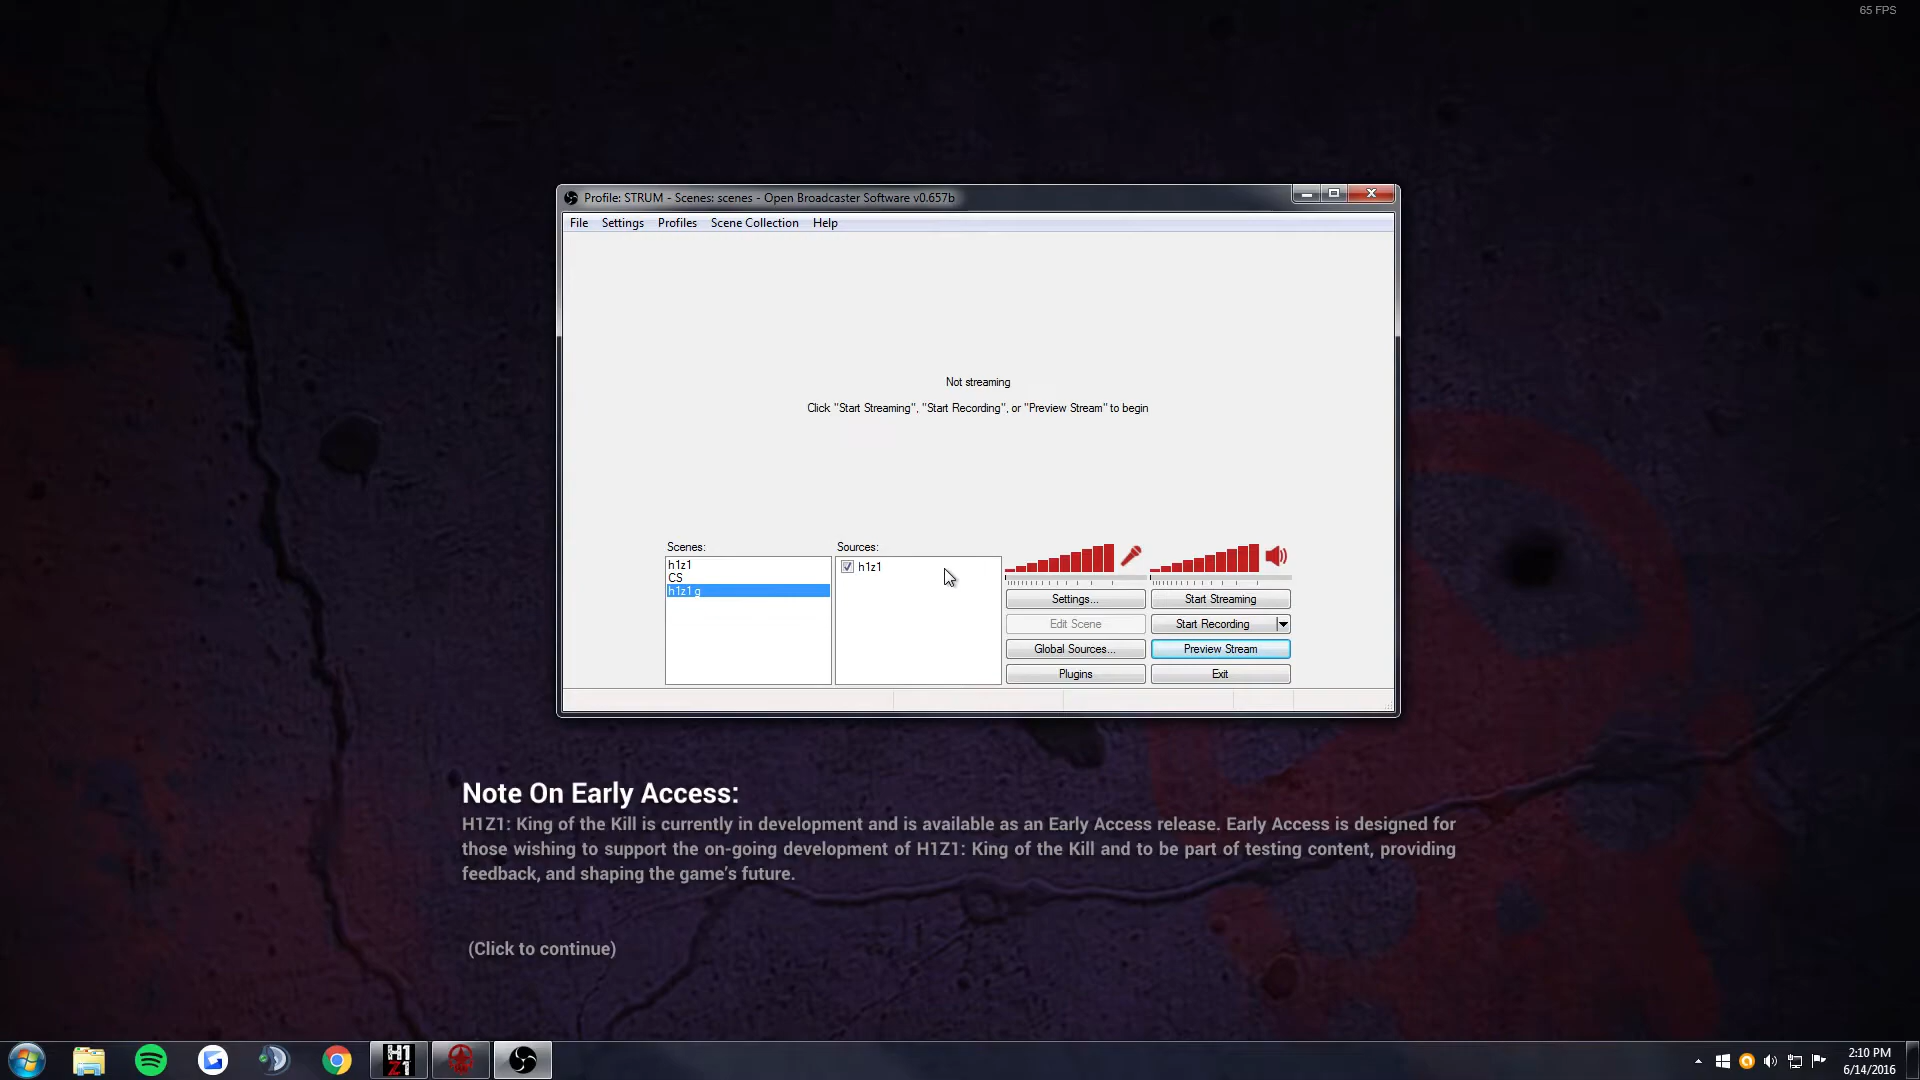 65 FPS
Profile: STRUM - Scenes: scenes - Open Broadcaster Software v0.657b
File Settings Profiles Scene Collection Help
Not streaming
Click "Start Streaming", "Start Recording", or "Preview Stream" to begin
Scenes:
h1z1
CS
h1z1 g
Sources:
h1z1
Settings...
Start Streaming
Edit Scene
Start Recording
Global Sources...
Preview Stream
Plugins
Exit
Note On Early Access:
H1Z1: King of the Kill is currently in development and is available as an Early Access release. Early Access is designed for
those wishing to support the on-going development of H1Z1: King of the Kill and to be part of testing content, providing
feedback, and shaping the game's future.
(Click to continue)
H1
Z1
2:10 PM
6/14/2016